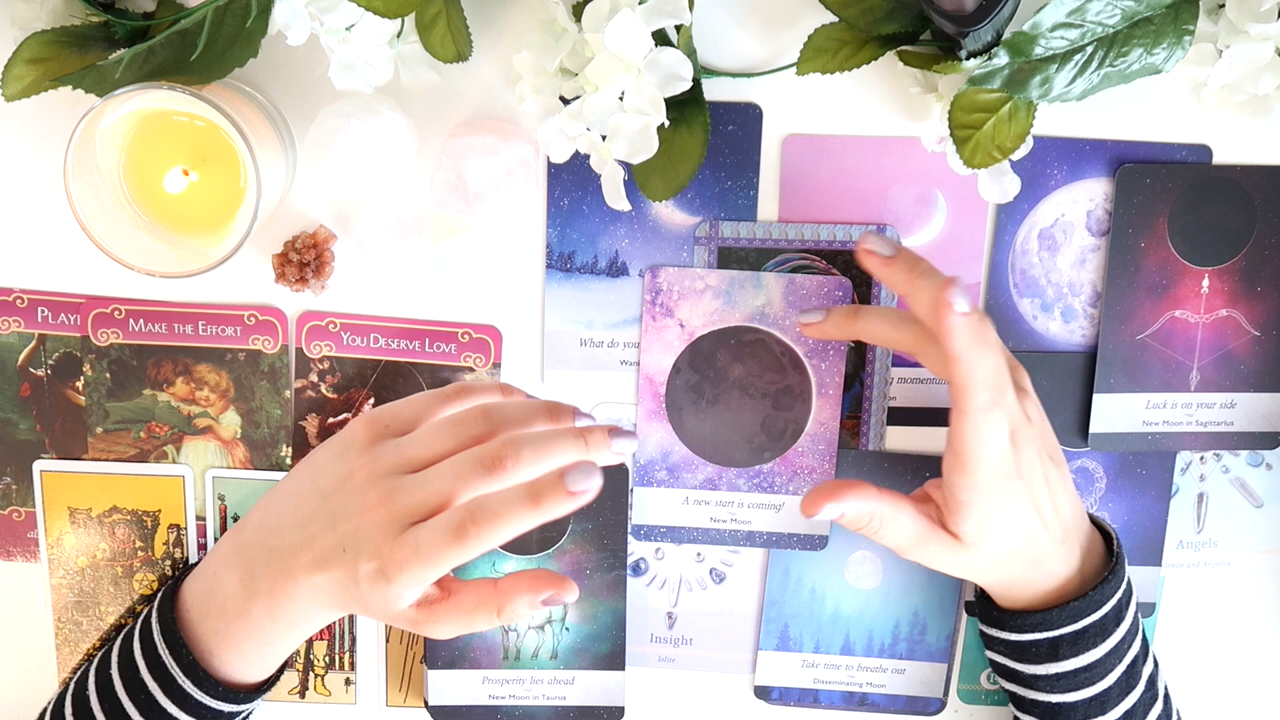 PLAYI
MAKE THE EFFORT
YOU DESERVE LOVE
What do you
g momentum
Luck is on your side
New Moon in Sagittarius
A new start is coming!
New Moon
Angels
Insight
Iolite
Take time to breathe out
Disseminating Moon
Prosperity lies ahead
New Moon in Taurus